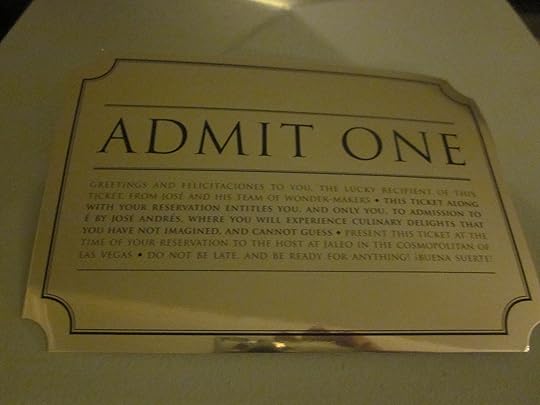 ADMIT ONE
GREETINGS AND FELICITACIONES TO YOU, THE LUCKY RECIPIENT OF THIS
TICKET, FROM JOSÉ AND HIS TEAM OF WONDER-MAKERS • THIS TICKET ALONG
WITH YOUR RESERVATION ENTITLES YOU, AND ONLY YOU, TO ADMISSION TO
É BY JOSÉ ANDRÉS, WHERE YOU WILL EXPERIENCE CULINARY DELIGHTS THAT
YOU HAVE NOT IMAGINED, AND CANNOT GUESS • PRESENT THIS TICKET AT THE
TIME OF YOUR RESERVATION TO THE HOST AT JALEO IN THE COSMOPOLITAN OF
LAS VEGAS • DO NOT BE LATE, AND BE READY FOR ANYTHING! ¡BUENA SUERTE!